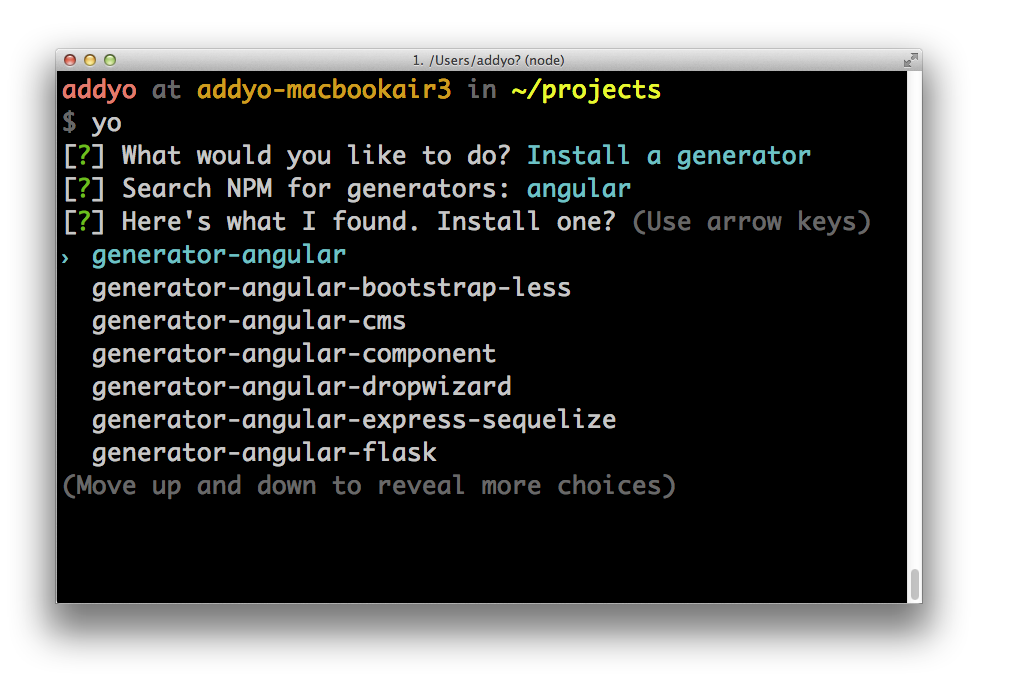 1. /Users/addyo? (node)
addyo at addyo-macbookair3 in ~/projects
$ yo
[?] What would you like to do? Install a generator
[?] Search NPM for generators: angular
[?] Here's what I found. Install one? (Use arrow keys)
› generator-angular
generator-angular-bootstrap-less
generator-angular-cms
generator-angular-component
generator-angular-dropwizard
generator-angular-express-sequelize
generator-angular-flask
(Move up and down to reveal more choices)